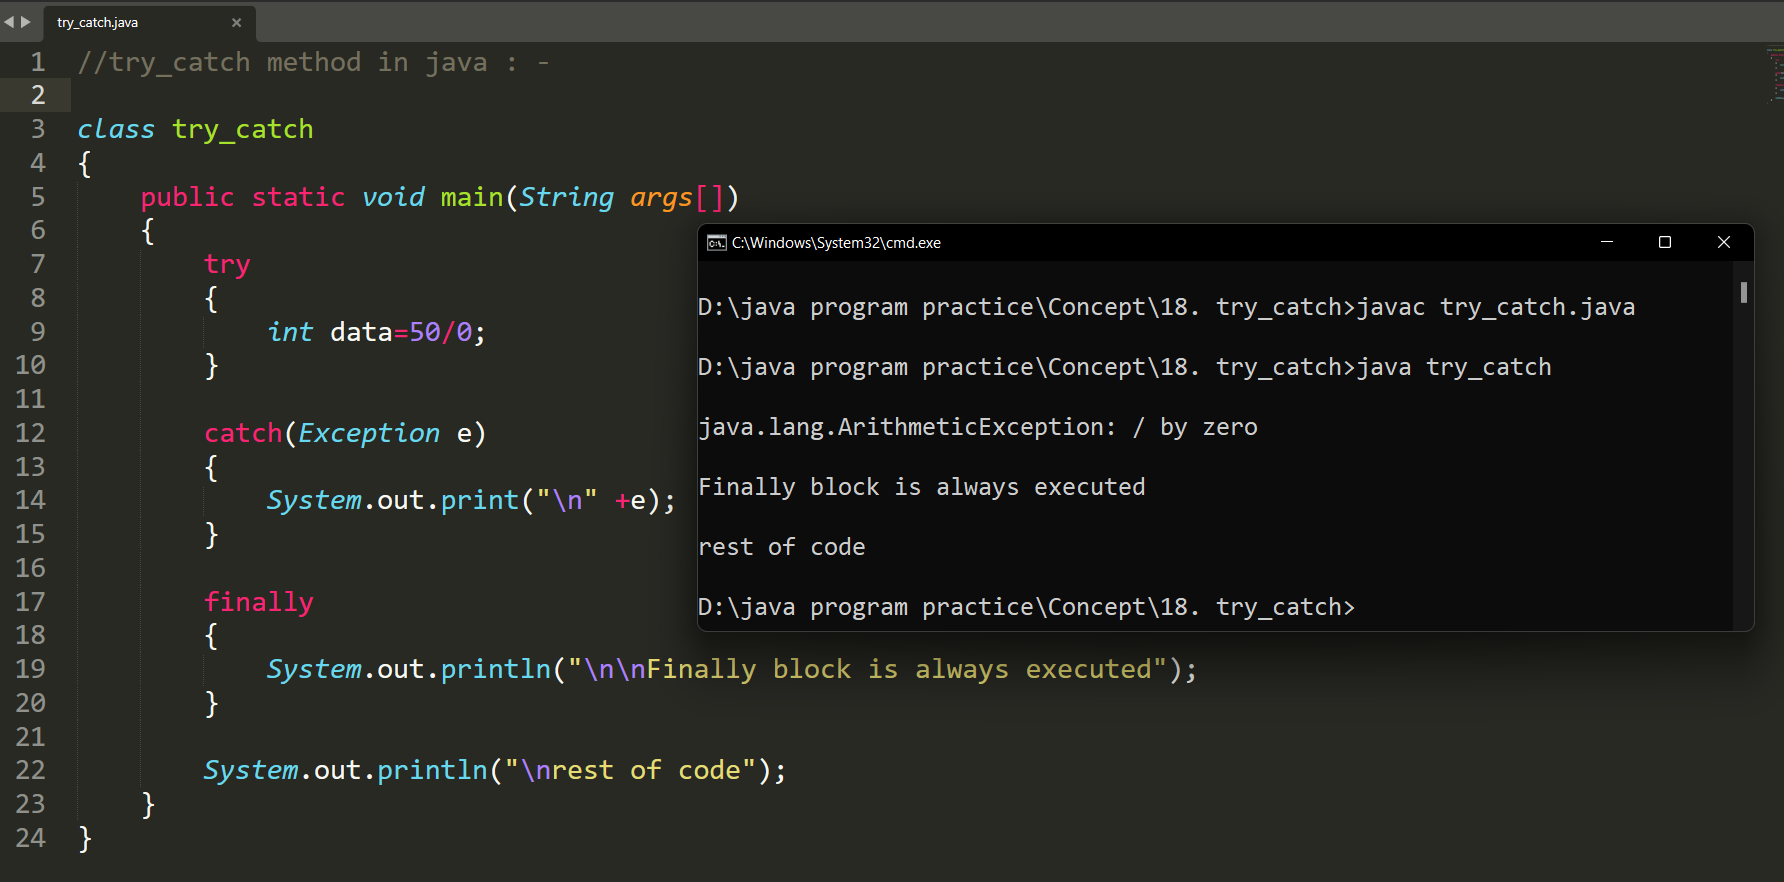 try_catch.java
1 //try_catch method in java : -
2
3 class try_catch
4 {
5     public static void main(String args[])
6     {
7         try
8         {
9             int data=50/0;
10         }
11
12         catch(Exception e)
13         {
14             System.out.print("\n" +e);
15         }
16
17         finally
18         {
19             System.out.println("\n\nFinally block is always executed");
20         }
21
22         System.out.println("\nrest of code");
23     }
24 }
C:\Windows\System32\cmd.exe
D:\java program practice\Concept\18. try_catch>javac try_catch.java
D:\java program practice\Concept\18. try_catch>java try_catch
java.lang.ArithmeticException: / by zero
Finally block is always executed
rest of code
D:\java program practice\Concept\18. try_catch>